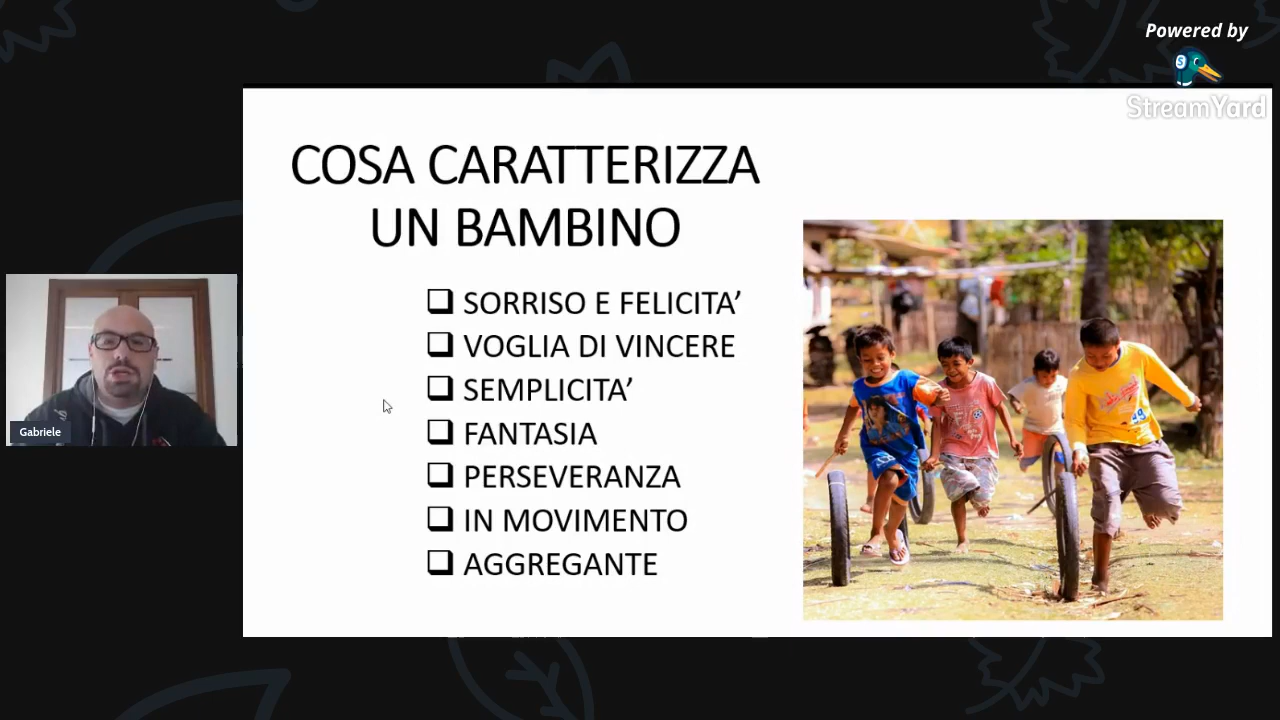 Powered by
StreamYard
COSA CARATTERIZZA
UN BAMBINO
❑ SORRISO E FELICITA’
❑ VOGLIA DI VINCERE
❑ SEMPLICITA’
❑ FANTASIA
❑ PERSEVERANZA
❑ IN MOVIMENTO
❑ AGGREGANTE
Gabriele